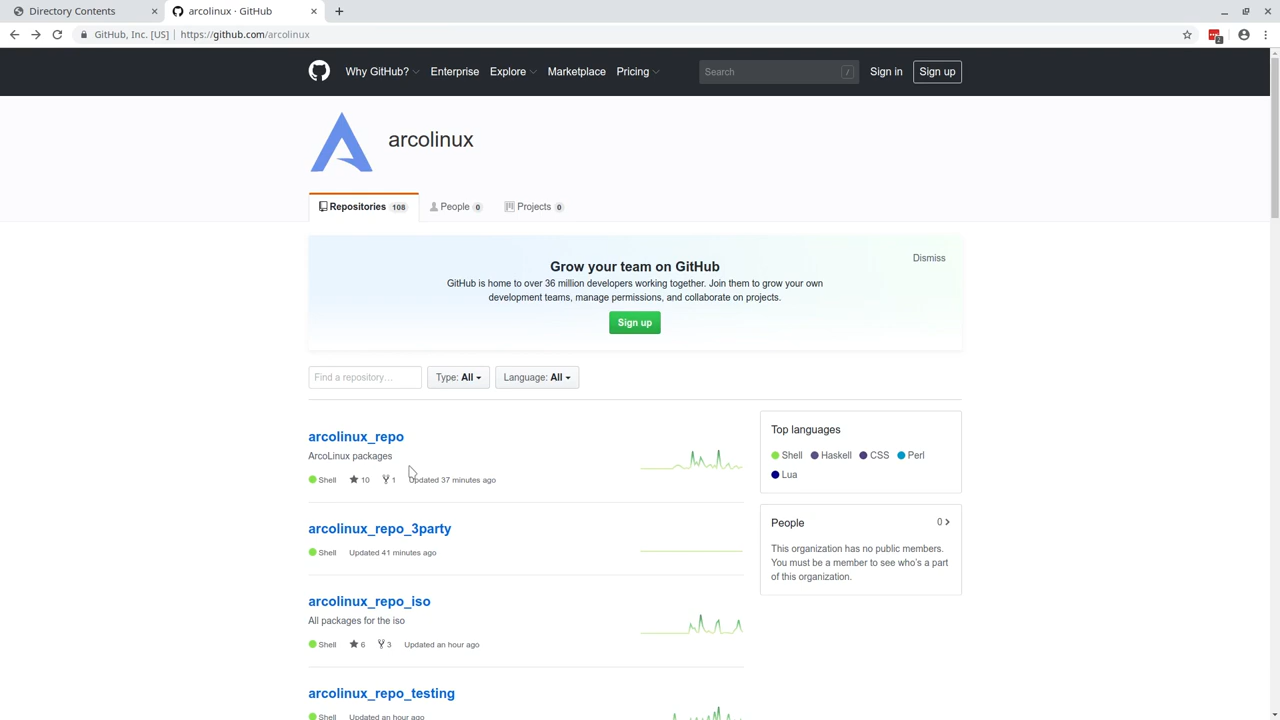 Directory Contents
arcolinux · GitHub
GitHub, Inc. [US] https://github.com/arcolinux
2
Why GitHub? Enterprise Explore Marketplace Pricing Search / Sign in Sign up
arcolinux
Repositories 108 People 0 Projects 0
Grow your team on GitHub
Dismiss
GitHub is home to over 36 million developers working together. Join them to grow your own
development teams, manage permissions, and collaborate on projects.
Sign up
Find a repository… Type: All Language: All
arcolinux_repo
ArcoLinux packages
Shell 10 1 Updated 37 minutes ago
arcolinux_repo_3party
Shell Updated 41 minutes ago
arcolinux_repo_iso
All packages for the iso
Shell 6 3 Updated an hour ago
arcolinux_repo_testing
Shell Updated an hour ago
Top languages
Shell Haskell CSS Perl
Lua
People 0
This organization has no public members.
You must be a member to see who's a part
of this organization.